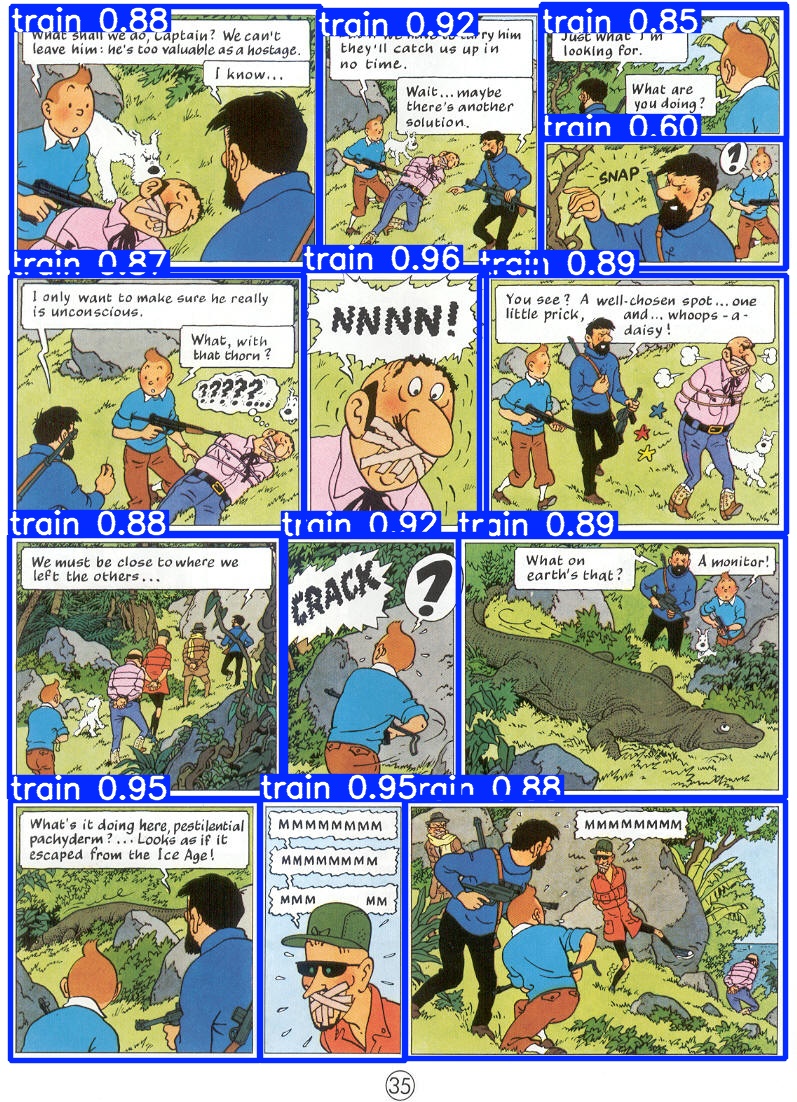 train 0.88
What shall we do, Captain? We can't
leave him: he's too valuable as a hostage.
I know...
train 0.92
carry him
they'll catch us up in
no time.
Wait... maybe
there's another
solution.
train 0.85
Just what I'm
looking for.
What are
you doing?
train 0.60
SNAP
?
train 0.87
I only want to make sure he really
is unconscious.
What, with
that thorn?
?????
train 0.96
NNNN!
train 0.89
You see? A well-chosen spot... one
little prick, and... whoops-a-
daisy!
train 0.88
We must be close to where we
left the others...
train 0.92
CRACK
?
train 0.89
What on
earth's that?
A monitor!
train 0.95
What's it doing here, pestilential
pachyderm?... Looks as if it
escaped from the Ice Age!
train 0.95
MMMMMMMM
MMMMMMMM
MMM MM
train 0.88
MMMMMMMM
35